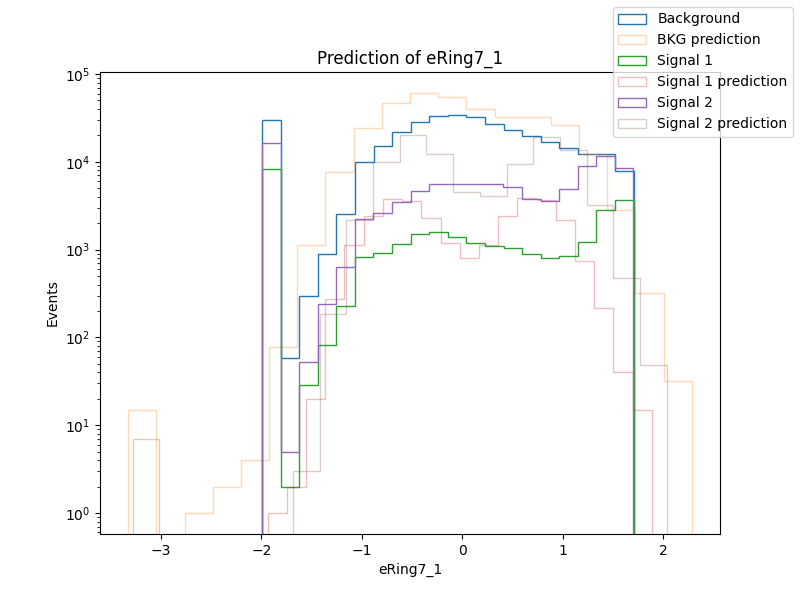 Prediction of eRing7_1
Background
BKG prediction
Signal 1
Signal 1 prediction
Signal 2
Signal 2 prediction
Events
10^5
10^4
10^3
10^2
10^1
10^0
−3 −2 −1 0 1 2
eRing7_1